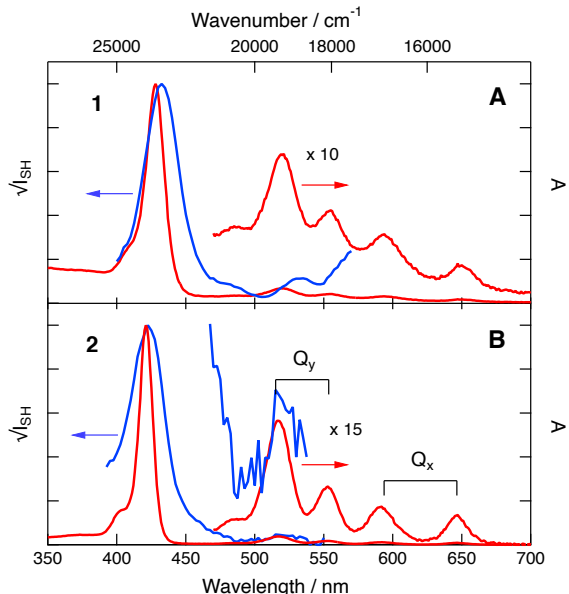 Wavenumber / cm⁻¹
25000 20000 18000 16000
1 A
x 10
√I_SH
A
2 B
Q_y
x 15
Q_x
√I_SH
A
350 400 450 500 550 600 650 700
Wavelength / nm